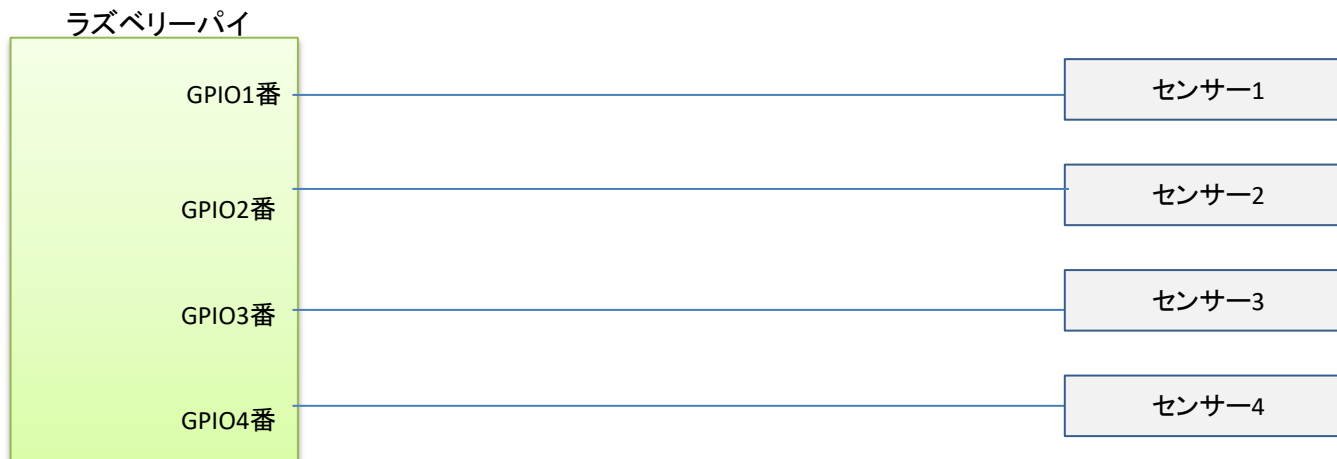 ラズベリーパイ
GPIO1番
センサー1
GPIO2番
センサー2
GPIO3番
センサー3
GPIO4番
センサー4